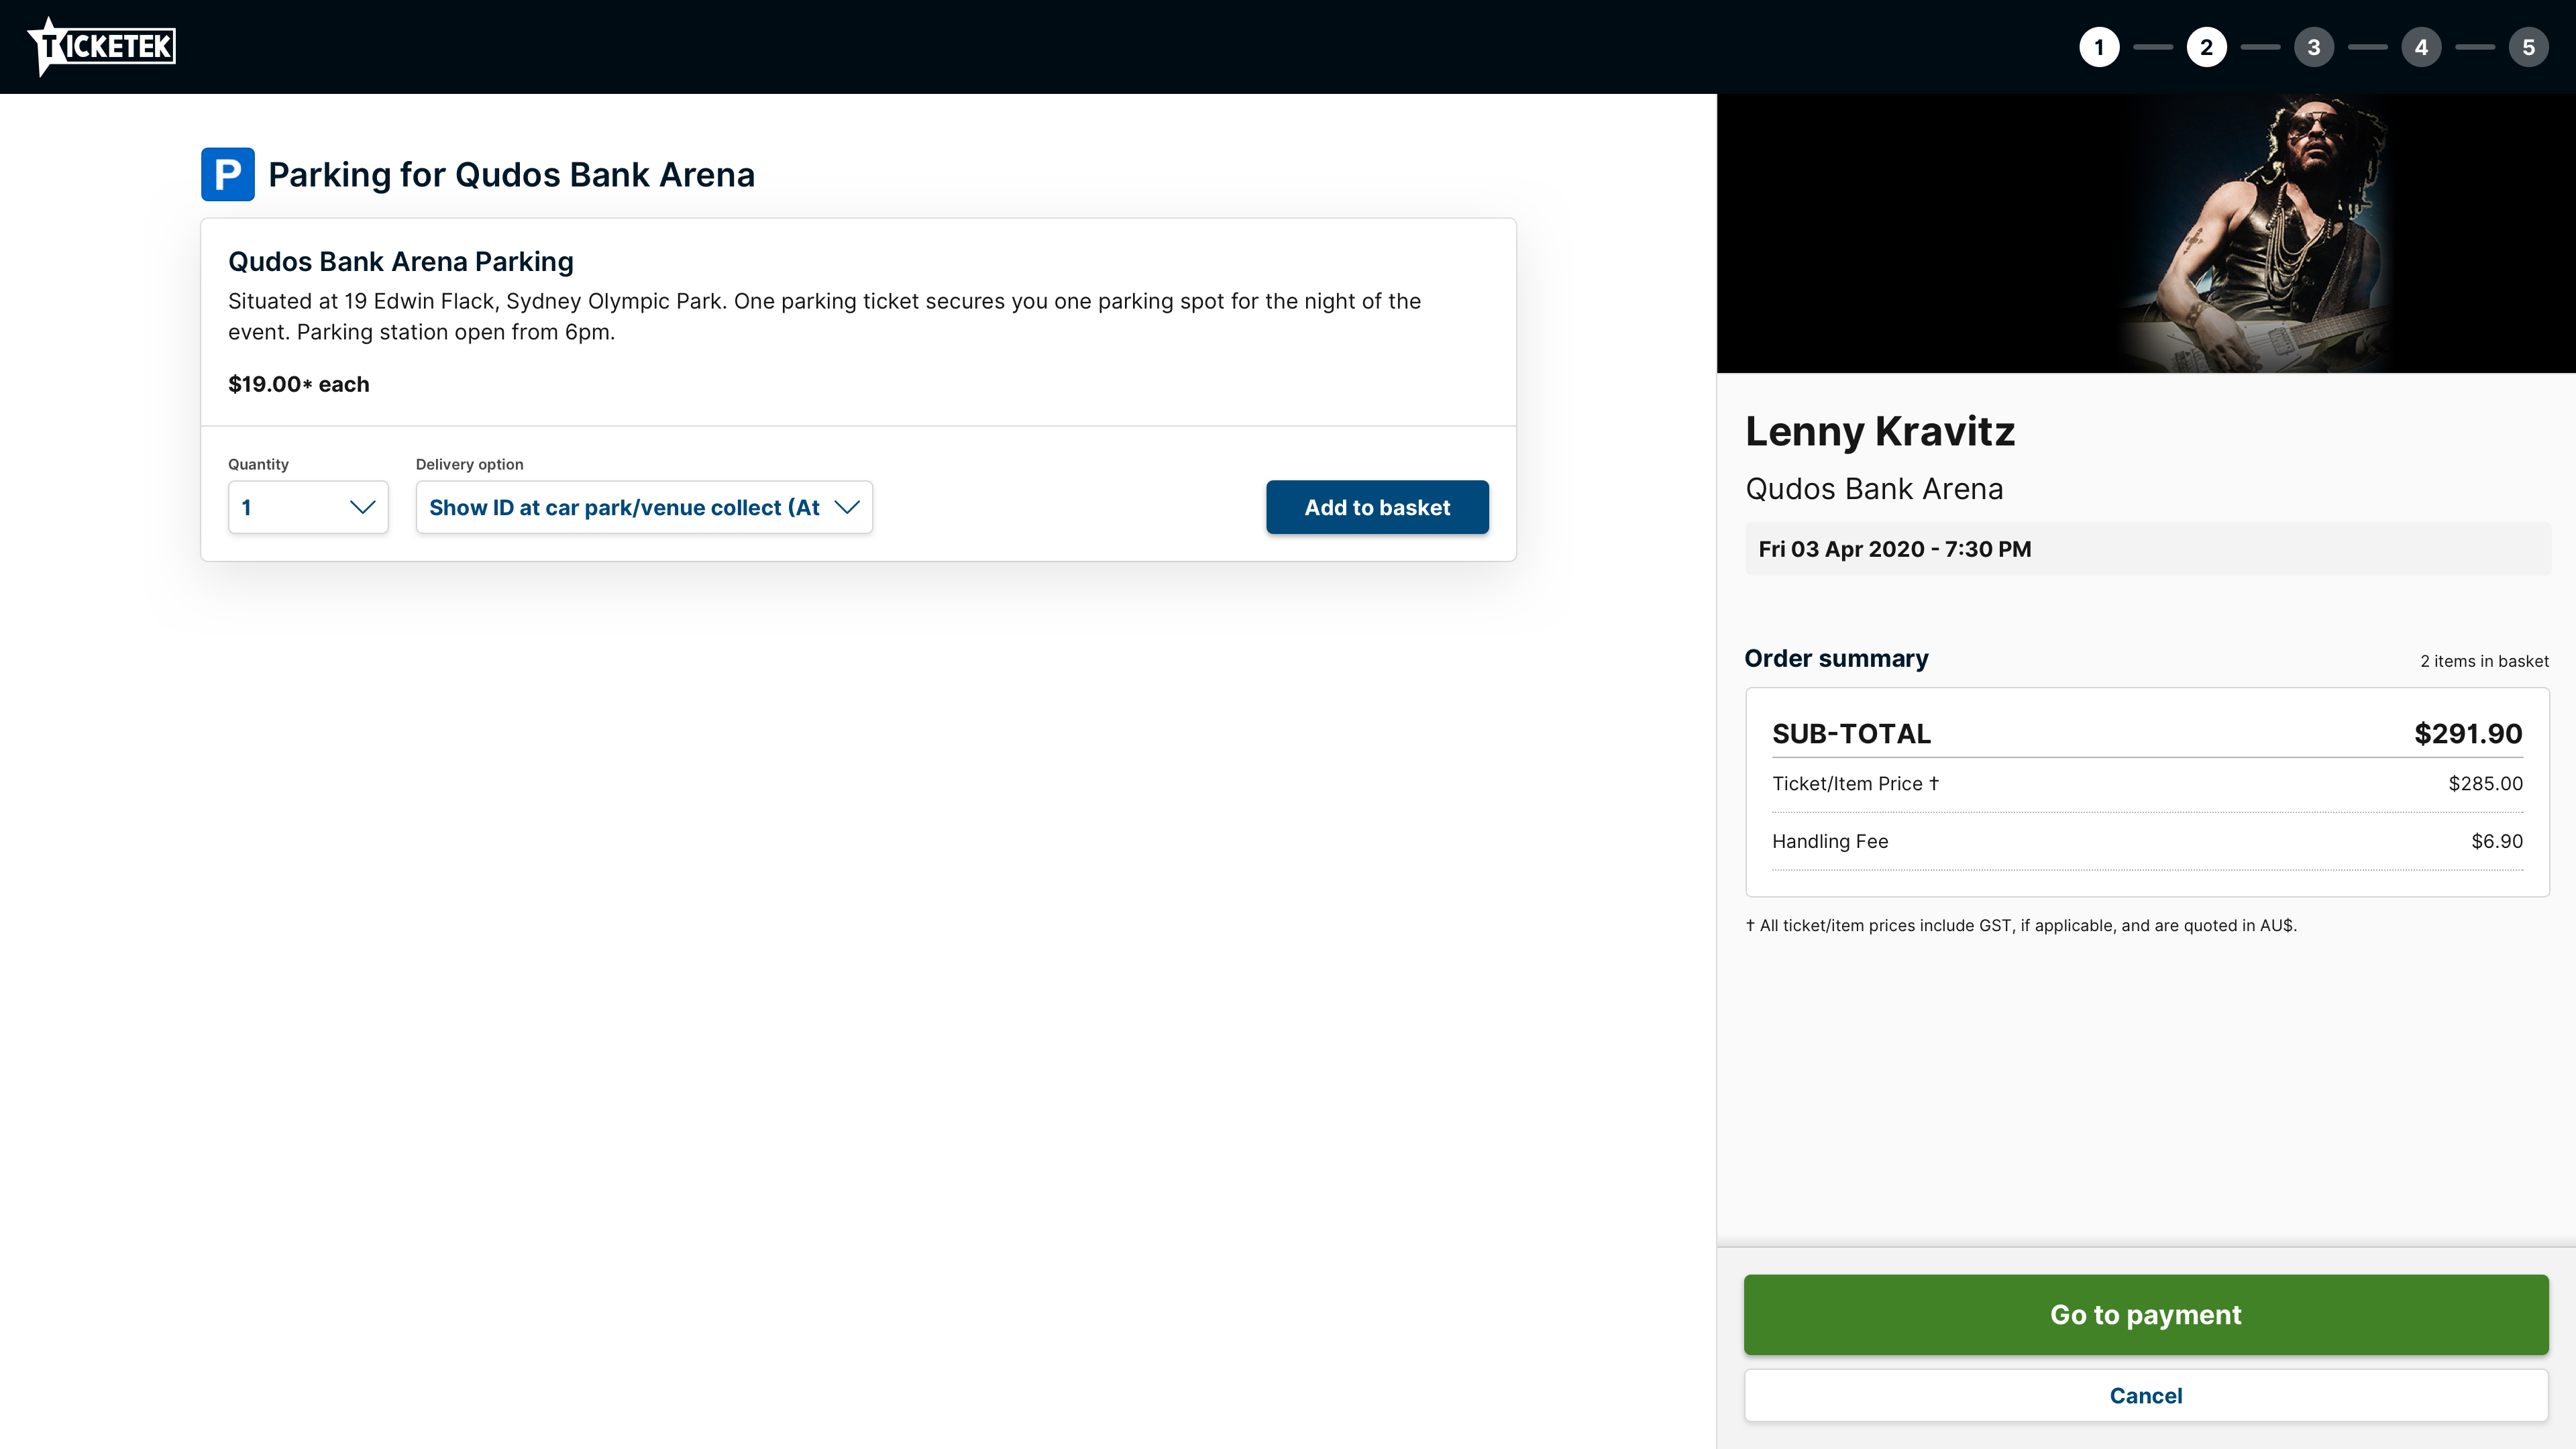 TICKETEK
1 2 3 4 5
P Parking for Qudos Bank Arena
Qudos Bank Arena Parking
Situated at 19 Edwin Flack, Sydney Olympic Park. One parking ticket secures you one parking spot for the night of the
event. Parking station open from 6pm.
$19.00* each
Quantity
1
Delivery option
Show ID at car park/venue collect (At
Add to basket
Lenny Kravitz
Qudos Bank Arena
Fri 03 Apr 2020 - 7:30 PM
Order summary
2 items in basket
SUB-TOTAL $291.90
Ticket/Item Price † $285.00
Handling Fee $6.90
† All ticket/item prices include GST, if applicable, and are quoted in AU$.
Go to payment
Cancel